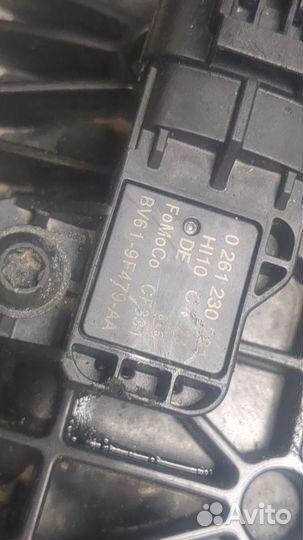 0 261 230
HI10
DE
FoMoCo
BV61-9F479-AA
Avito